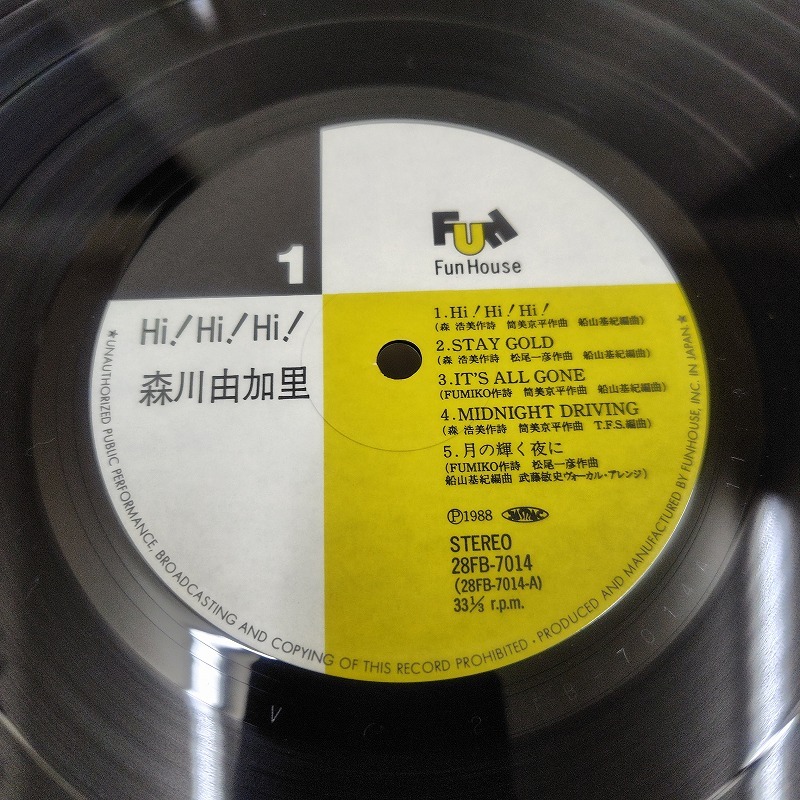 1
Fun
Fun House
Hi!Hi!Hi!
森川由加里
1.Hi!Hi!Hi!
(森 浩美作詩 筒美京平作曲 船山基紀編曲)
2.STAY GOLD
(森 浩美作詩 松尾一彦作曲 船山基紀編曲)
3.IT'S ALL GONE
(FUMIKO作詩 筒美京平作曲 船山基紀編曲)
4.MIDNIGHT DRIVING
(森 浩美作詩 筒美京平作曲 T.F.S.編曲)
5.月の輝く夜に
(FUMIKO作詩 松尾一彦作曲
船山基紀編曲 武藤敏史ヴォーカル・アレンジ)
Ⓟ1988 JASRAC
STEREO
28FB-7014
(28FB-7014-A)
33⅓ r.p.m.
★UNAUTHORIZED PUBLIC PERFORMANCE, BROADCASTING AND COPYING OF THIS RECORD PROHIBITED・PRODUCED AND MANUFACTURED BY FUNHOUSE, INC. IN JAPAN★